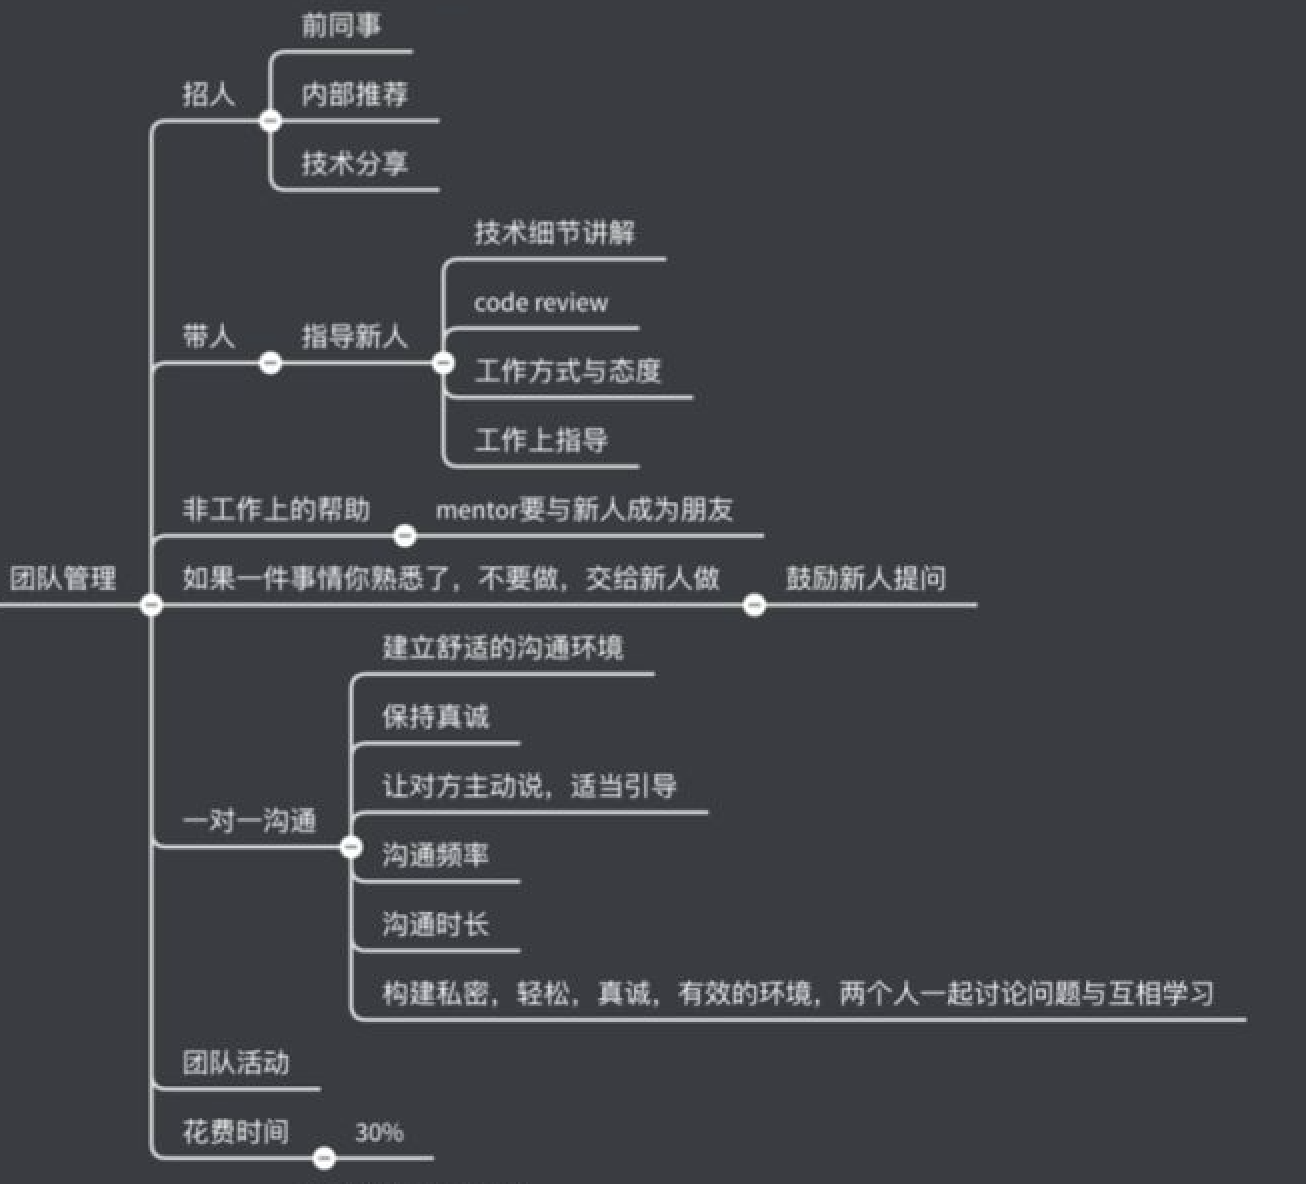 前同事
招人
内部推荐
技术分享
技术细节讲解
code review
带人
指导新人
工作方式与态度
工作上指导
非工作上的帮助
mentor要与新人成为朋友
团队管理
如果一件事情你熟悉了，不要做，交给新人做
鼓励新人提问
建立舒适的沟通环境
保持真诚
让对方主动说，适当引导
一对一沟通
沟通频率
沟通时长
构建私密，轻松，真诚，有效的环境，两个人一起讨论问题与互相学习
团队活动
花费时间
30%